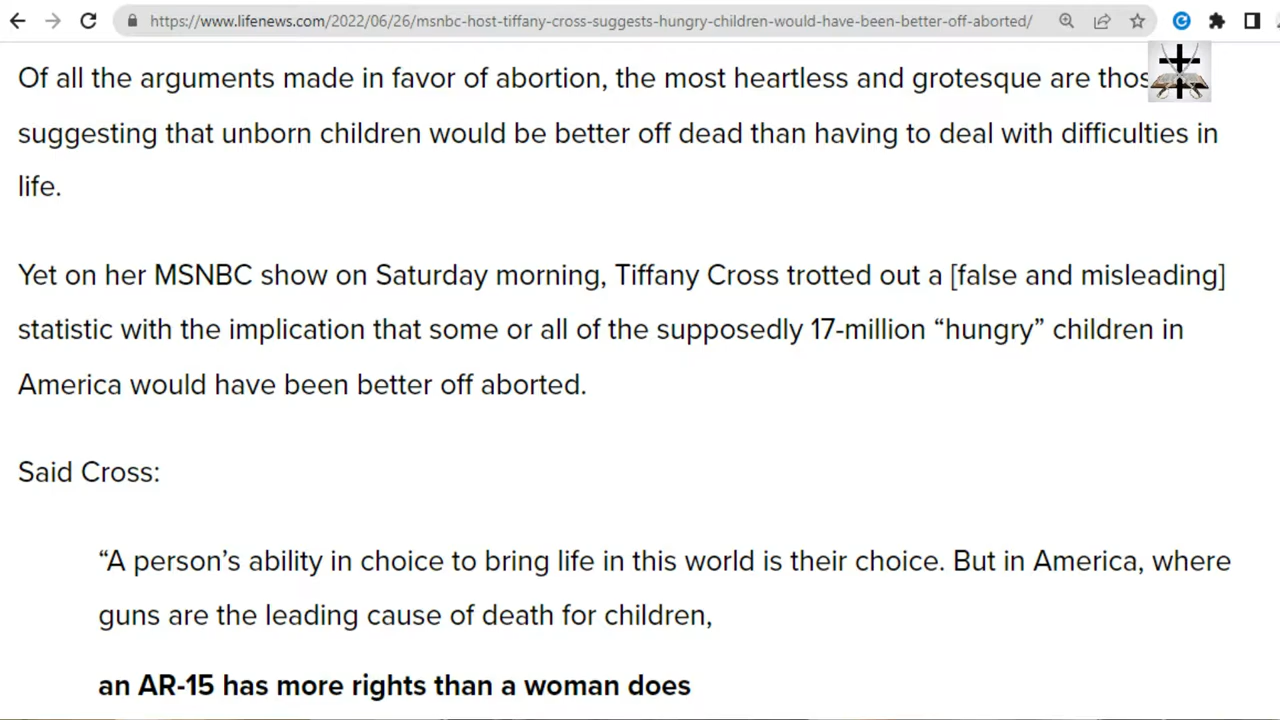 https://www.lifenews.com/2022/06/26/msnbc-host-tiffany-cross-suggests-hungry-children-would-have-been-better-off-aborted/
Of all the arguments made in favor of abortion, the most heartless and grotesque are thos
suggesting that unborn children would be better off dead than having to deal with difficulties in
life.
Yet on her MSNBC show on Saturday morning, Tiffany Cross trotted out a [false and misleading]
statistic with the implication that some or all of the supposedly 17-million “hungry” children in
America would have been better off aborted.
Said Cross:
“A person’s ability in choice to bring life in this world is their choice. But in America, where
guns are the leading cause of death for children,
an AR-15 has more rights than a woman does